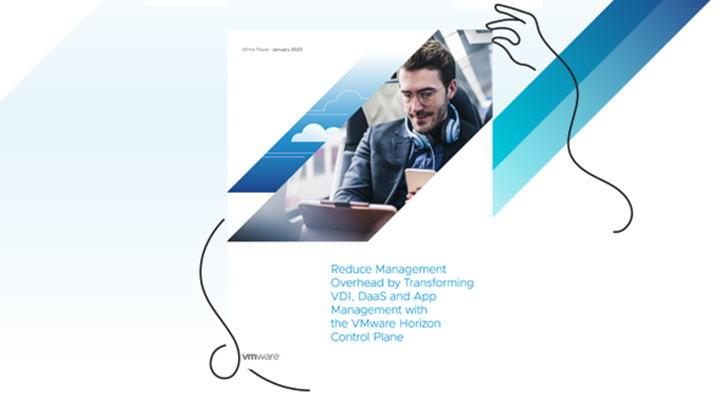 White Paper January 2023
Reduce Management
Overhead by Transforming
VDI, DaaS and App
Management with
the VMware Horizon
Control Plane
vmware